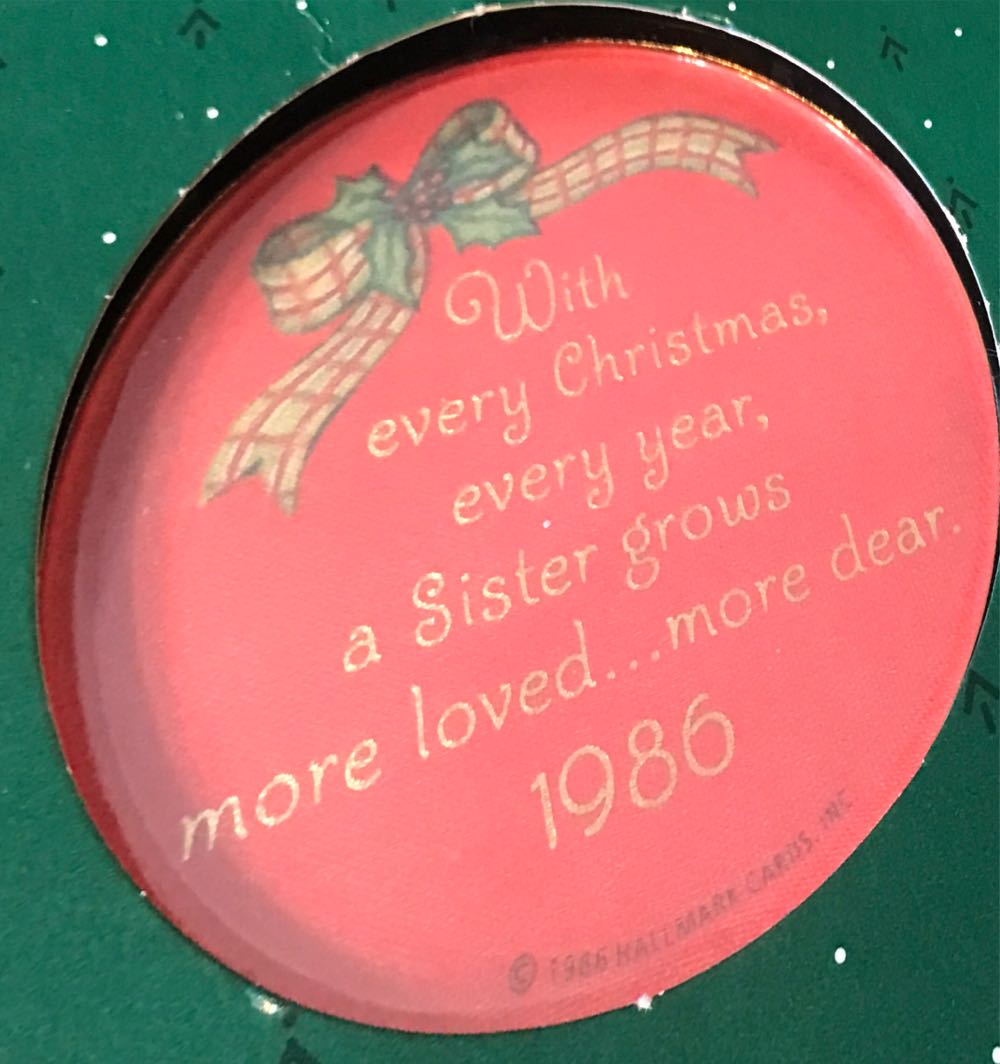 With
every Christmas,
every year,
a Sister grows
more loved...more dear.
1986
© 1986 HALLMARK CARDS, INC